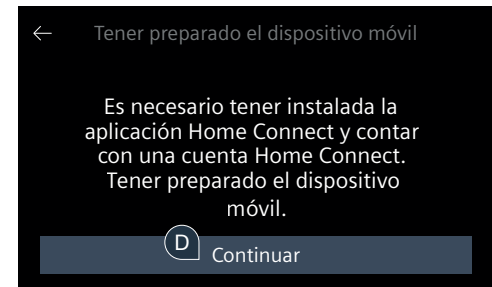 ← Tener preparado el dispositivo móvil
Es necesario tener instalada la
aplicación Home Connect y contar
con una cuenta Home Connect.
Tener preparado el dispositivo
móvil.
D
Continuar